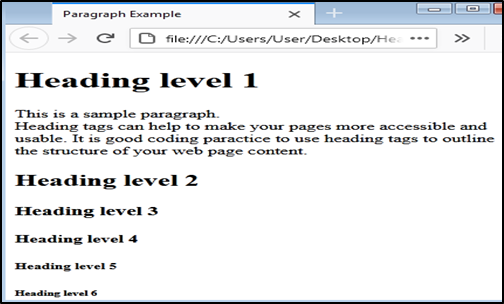 Paragraph Example
file:///C:/Users/User/Desktop/Hea
Heading level 1
This is a sample paragraph.
Heading tags can help to make your pages more accessible and
usable. It is good coding paractice to use heading tags to outline
the structure of your web page content.
Heading level 2
Heading level 3
Heading level 4
Heading level 5
Heading level 6